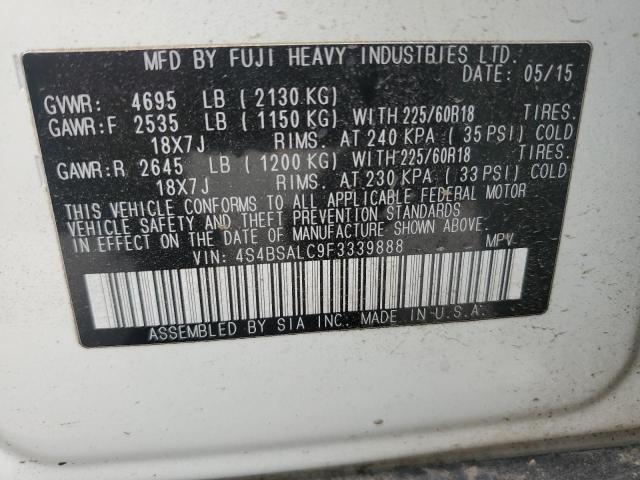 MFD BY FUJI HEAVY INDUSTRIES LTD.
DATE: 05/15
GVWR: 4695 LB ( 2130 KG)
GAWR:F 2535 LB ( 1150 KG) WITH 225/60R18 TIRES.
18X7J RIMS. AT 240 KPA ( 35 PSI) COLD
GAWR:R 2645 LB ( 1200 KG) WITH 225/60R18 TIRES.
18X7J RIMS. AT 230 KPA ( 33 PSI) COLD
THIS VEHICLE CONFORMS TO ALL APPLICABLE FEDERAL MOTOR
VEHICLE SAFETY AND THEFT PREVENTION STANDARDS
IN EFFECT ON THE DATE OF MANUFACTURE SHOWN ABOVE.
VIN: 4S4BSALC9F3339888 MPV
ASSEMBLED BY SIA INC. MADE IN U.S.A.